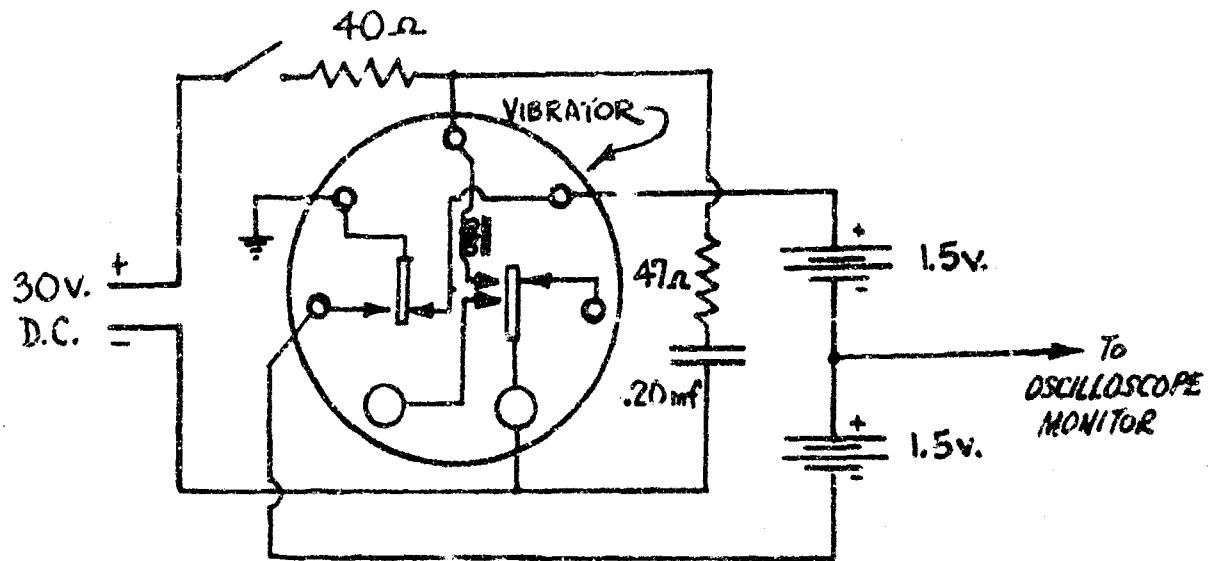 40Ω
VIBRATOR
30v.
D.C.
+
-
47Ω
.20mf
+
1.5v.
-
To
OSCILLOSCOPE
MONITOR
+
1.5v.
-